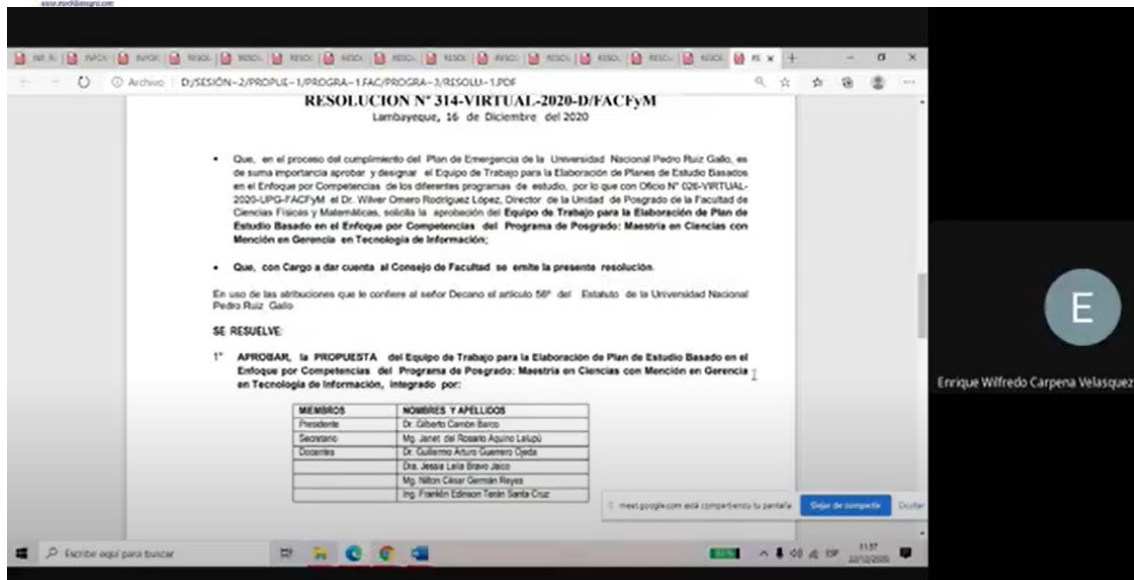 www.mochilasagro.com
Archivo D:/SESIÓN~2/PROPUE~1/PROGRA~1.FAC/PROGRA~3/RESOLU~1.PDF
RESOLUCION N° 314-VIRTUAL-2020-D/FACFyM
Lambayeque, 16 de Diciembre del 2020
• Que, en el proceso del cumplimiento del Plan de Emergencia de la Universidad Nacional Pedro Ruiz Gallo, es
de suma importancia aprobar y designar el Equipo de Trabajo para la Elaboración de Planes de Estudio Basados
en el Enfoque por Competencias de los diferentes programas de estudio, por lo que con Oficio N° 026-VIRTUAL-
2020-UPG-FACFyM el Dr. Wilver Omero Rodríguez López, Director de la Unidad de Posgrado de la Facultad de
Ciencias Físicas y Matemáticas, solicita la aprobación del Equipo de Trabajo para la Elaboración de Plan de
Estudio Basado en el Enfoque por Competencias del Programa de Posgrado: Maestría en Ciencias con
Mención en Gerencia en Tecnología de Información;
• Que, con Cargo a dar cuenta al Consejo de Facultad se emite la presente resolución.
En uso de las atribuciones que le confiere al señor Decano el artículo 56° del Estatuto de la Universidad Nacional
Pedro Ruiz Gallo
SE RESUELVE:
1° APROBAR, la PROPUESTA del Equipo de Trabajo para la Elaboración de Plan de Estudio Basado en el
Enfoque por Competencias del Programa de Posgrado: Maestría en Ciencias con Mención en Gerencia
en Tecnología de Información, integrado por:
MIEMBROS NOMBRES Y APELLIDOS
Presidente Dr. Gilberto Carrión Barco
Secretario Mg. Janet del Rosario Aquino Lalupú
Docentes Dr. Guillermo Arturo Guerrero Ojeda
Dra. Jessie Leila Bravo Jaico
Mg. Nilton César Germán Reyes
Ing. Franklin Edinson Terán Santa Cruz
meet.google.com está compartiendo tu pantalla. Dejar de compartir Ocultar
Escribe aquí para buscar
ESP
11:37
22/12/2020
E
Enrique Wilfredo Carpena Velasquez